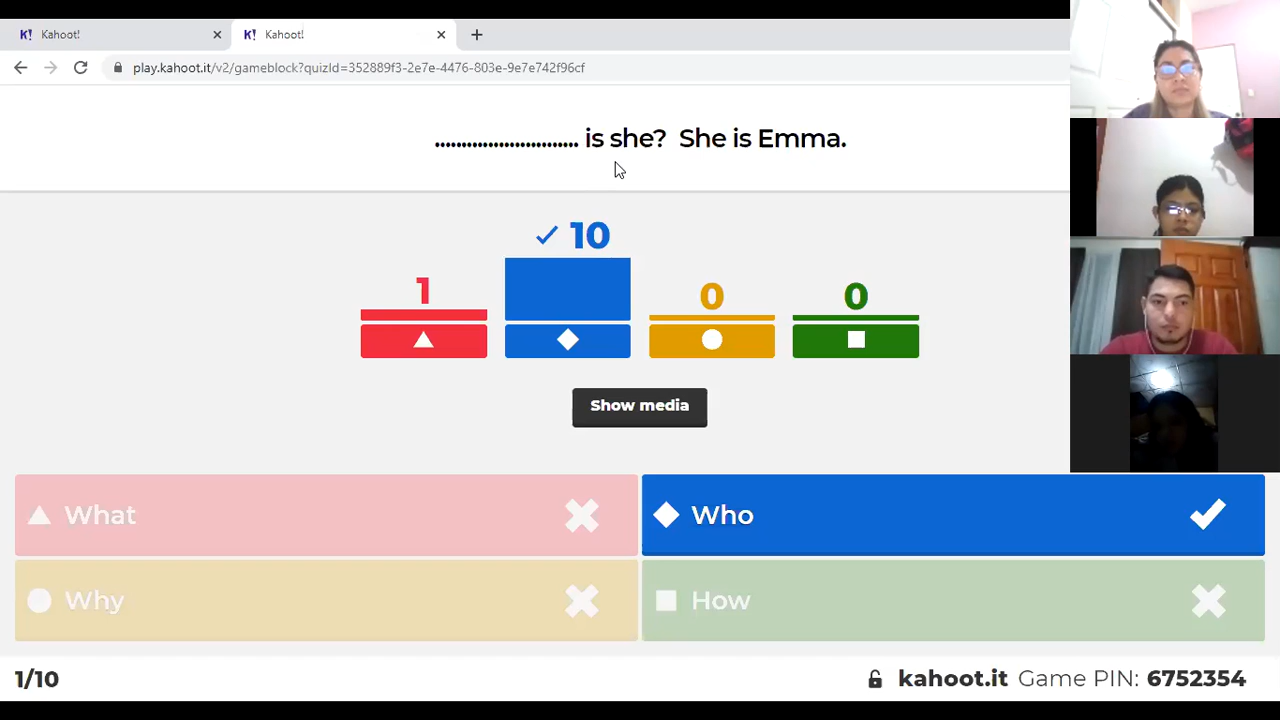 K! Kahoot!
K! Kahoot!
play.kahoot.it/v2/gameblock?quizId=352889f3-2e7e-4476-803e-9e7e742f96cf
........................... is she? She is Emma.
1
10
0
0
Show media
What
Who
Why
How
1/10
kahoot.it Game PIN: 6752354